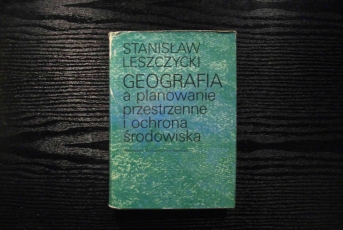 STANISŁAW
LESZCZYCKI
GEOGRAFIA
a planowanie
przestrzenne
i ochrona
środowiska